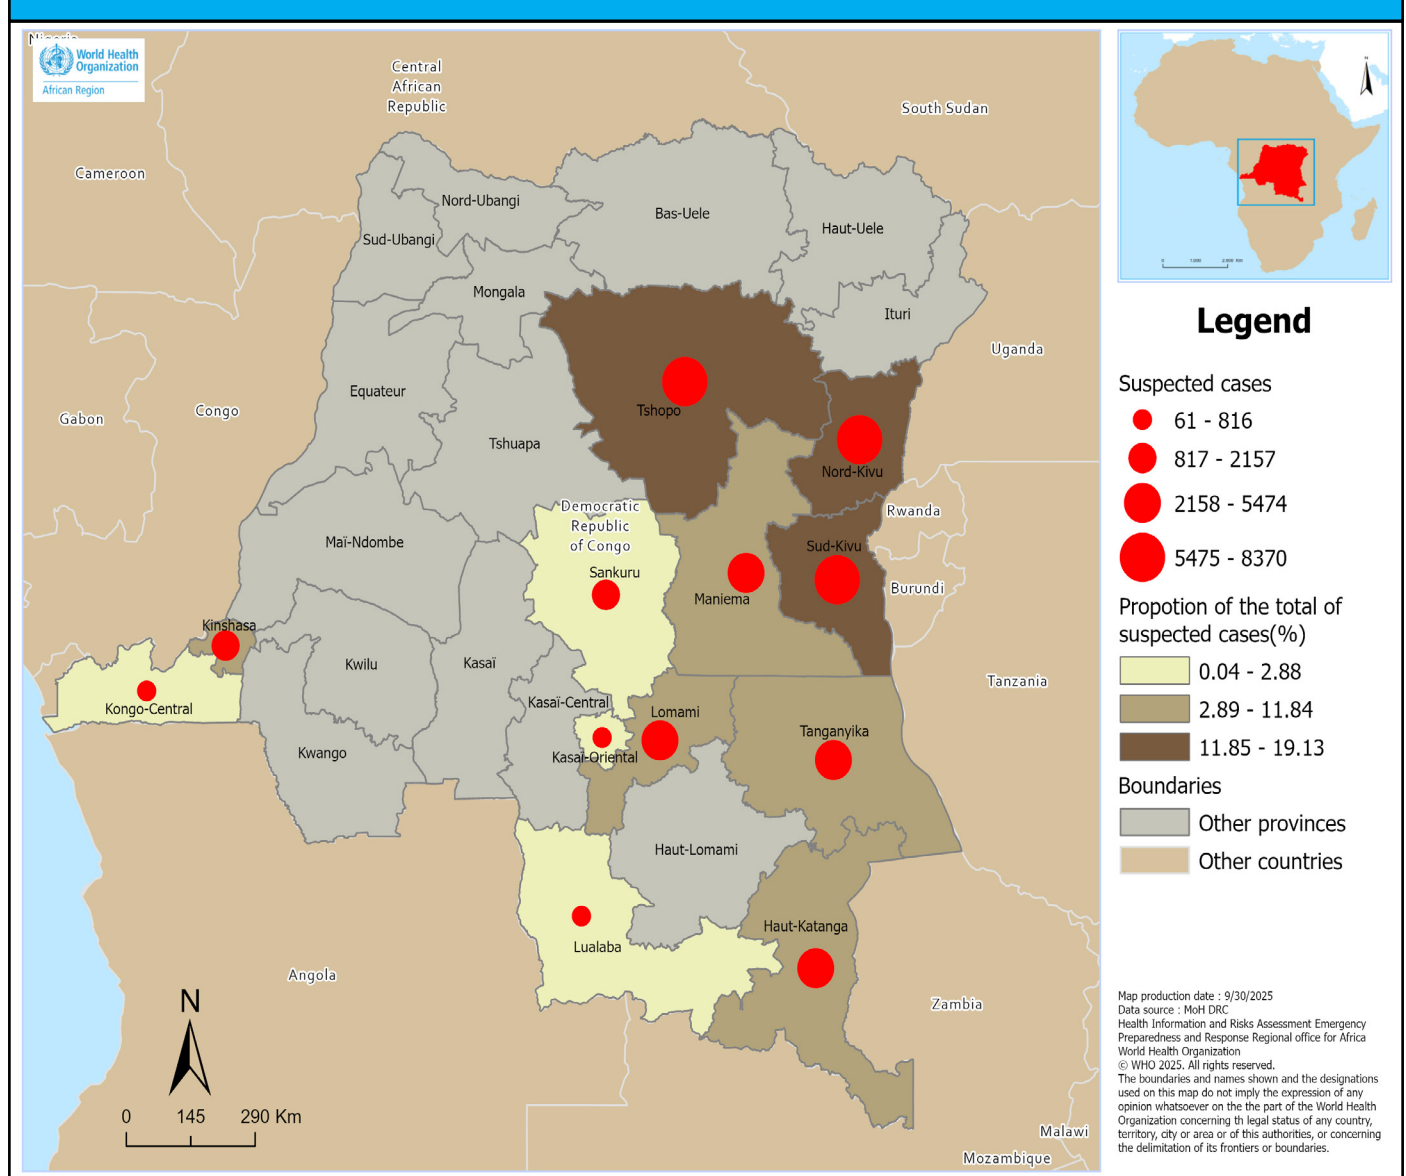 Nigeria
World Health
Organization
African Region
Central
African
Republic
South Sudan
Cameroon
Nord-Ubangi
Bas-Uele
Haut-Uele
Sud-Ubangi
Mongala
Ituri
Uganda
Equateur
Congo
Gabon
Tshopo
Tshuapa
Nord-Kivu
Democratic
Republic
of Congo
Rwanda
Maï-Ndombe
Sud-Kivu
Sankuru
Burundi
Maniema
Kinshasa
Kwilu
Kasaï
Tanzania
Kongo-Central
Kasaï-Central
Lomami
Tanganyika
Kwango
Kasaï-Oriental
Haut-Lomami
Haut-Katanga
Lualaba
Angola
Zambia
Malawi
Mozambique
N
0 145 290 Km
N
0 1,000 2,000 Km
Legend
Suspected cases
61 - 816
817 - 2157
2158 - 5474
5475 - 8370
Propotion of the total of
suspected cases(%)
0.04 - 2.88
2.89 - 11.84
11.85 - 19.13
Boundaries
Other provinces
Other countries
Map production date : 9/30/2025
Data source : MoH DRC
Health Information and Risks Assessment Emergency
Preparedness and Response Regional office for Africa
World Health Organization
© WHO 2025. All rights reserved.
The boundaries and names shown and the designations
used on this map do not imply the expression of any
opinion whatsoever on the the part of the World Health
Organization concerning th legal status of any country,
territory, city or area or of this authorities, or concerning
the delimitation of its frontiers or boundaries.